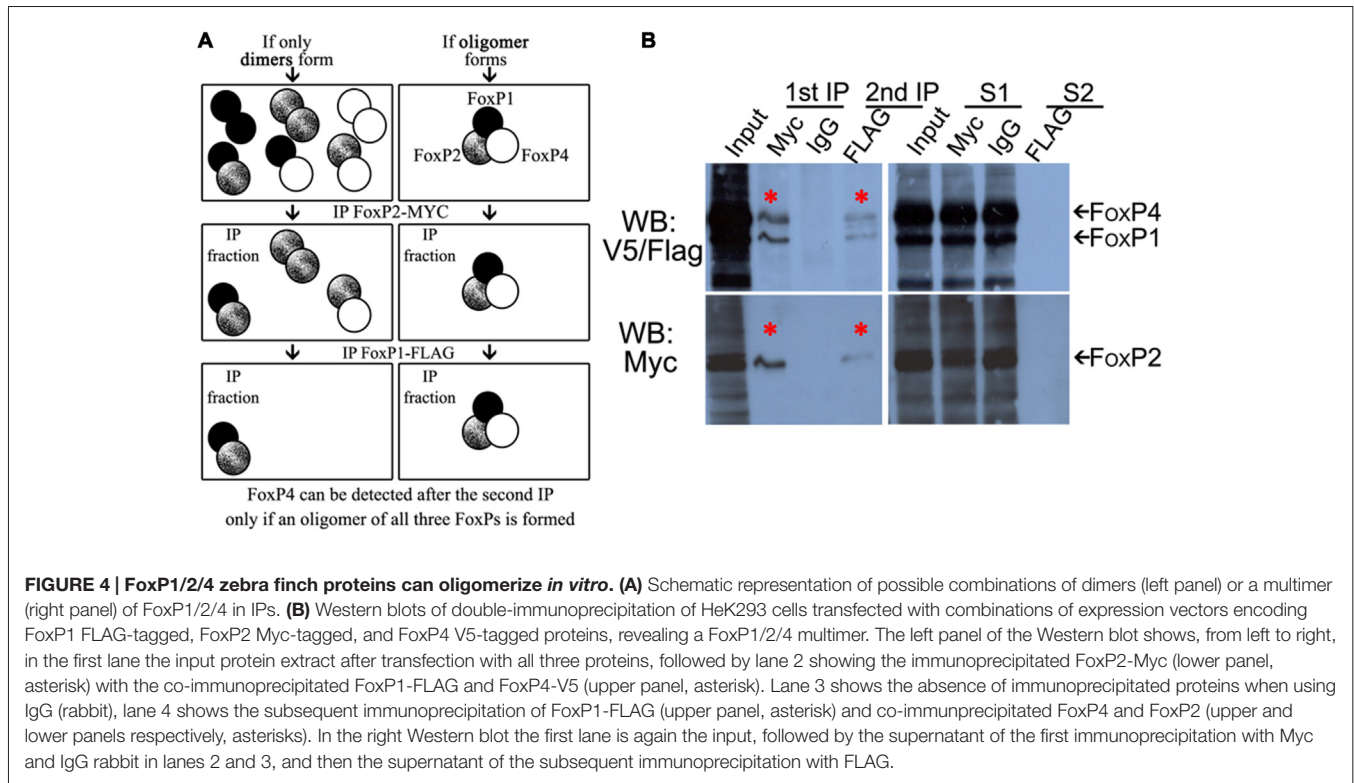 A
If only
dimers form
If oligomer
forms
FoxP1
FoxP2
FoxP4
IP FoxP2-MYC
IP
fraction
IP
fraction
IP FoxP1-FLAG
IP
fraction
IP
fraction
FoxP4 can be detected after the second IP
only if an oligomer of all three FoxPs is formed
B
1st IP
2nd IP
S1
S2
Input
Myc
IgG
FLAG
Input
Myc
IgG
FLAG
WB:
V5/Flag
* *
←FoxP4
←FoxP1
WB:
Myc
* *
←FoxP2
FIGURE 4 | FoxP1/2/4 zebra finch proteins can oligomerize in vitro. (A) Schematic representation of possible combinations of dimers (left panel) or a multimer
(right panel) of FoxP1/2/4 in IPs. (B) Western blots of double-immunoprecipitation of HeK293 cells transfected with combinations of expression vectors encoding
FoxP1 FLAG-tagged, FoxP2 Myc-tagged, and FoxP4 V5-tagged proteins, revealing a FoxP1/2/4 multimer. The left panel of the Western blot shows, from left to right,
in the first lane the input protein extract after transfection with all three proteins, followed by lane 2 showing the immunoprecipitated FoxP2-Myc (lower panel,
asterisk) with the co-immunoprecipitated FoxP1-FLAG and FoxP4-V5 (upper panel, asterisk). Lane 3 shows the absence of immunoprecipitated proteins when using
IgG (rabbit), lane 4 shows the subsequent immunoprecipitation of FoxP1-FLAG (upper panel, asterisk) and co-immunprecipitated FoxP4 and FoxP2 (upper and
lower panels respectively, asterisks). In the right Western blot the first lane is again the input, followed by the supernatant of the first immunoprecipitation with Myc
and IgG rabbit in lanes 2 and 3, and then the supernatant of the subsequent immunoprecipitation with FLAG.